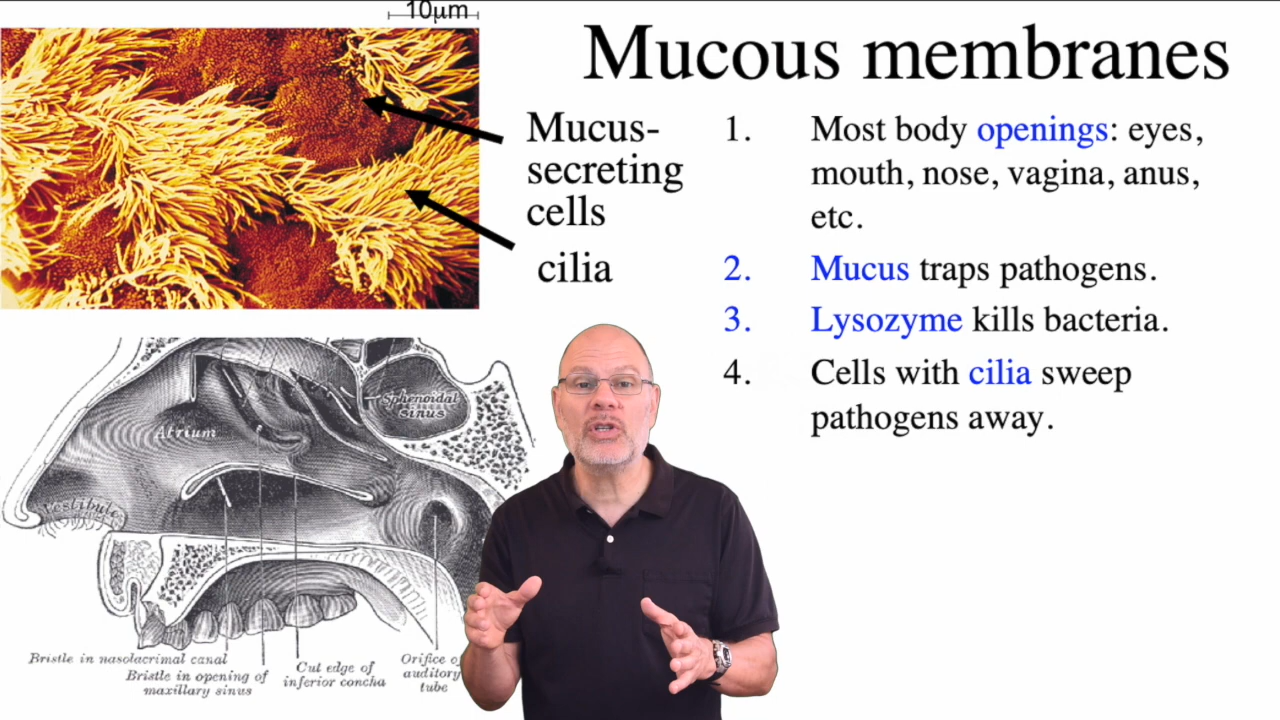 10μm
Mucous membranes
Mucus-
secreting
cells
cilia
1. Most body openings: eyes,
mouth, nose, vagina, anus,
etc.
2. Mucus traps pathogens.
3. Lysozyme kills bacteria.
4. Cells with cilia sweep
pathogens away.
Sphenoidal
sinus
Atrium
Vestibule
Bristle in nasolacrimal canal
Bristle in opening of
maxillary sinus
Cut edge of
inferior concha
Orifice of
auditory
tube